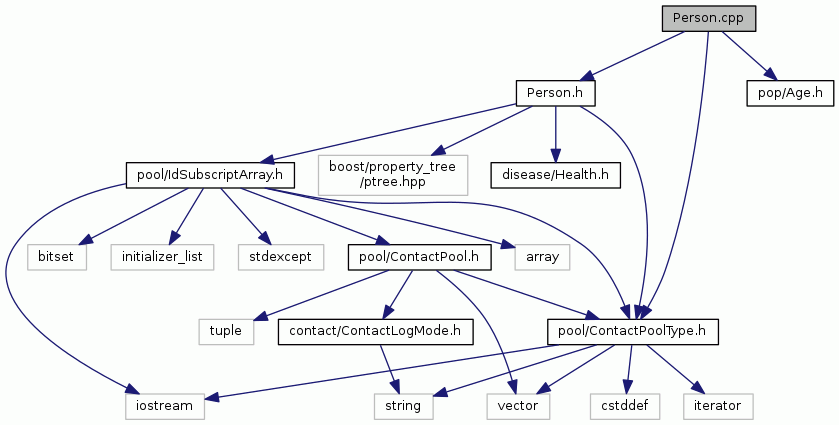 Person.cpp
Person.h
pop/Age.h
pool/IdSubscriptArray.h
boost/property_tree
/ptree.hpp
disease/Health.h
bitset
initializer_list
stdexcept
pool/ContactPool.h
array
tuple
contact/ContactLogMode.h
pool/ContactPoolType.h
iostream
string
vector
cstddef
iterator